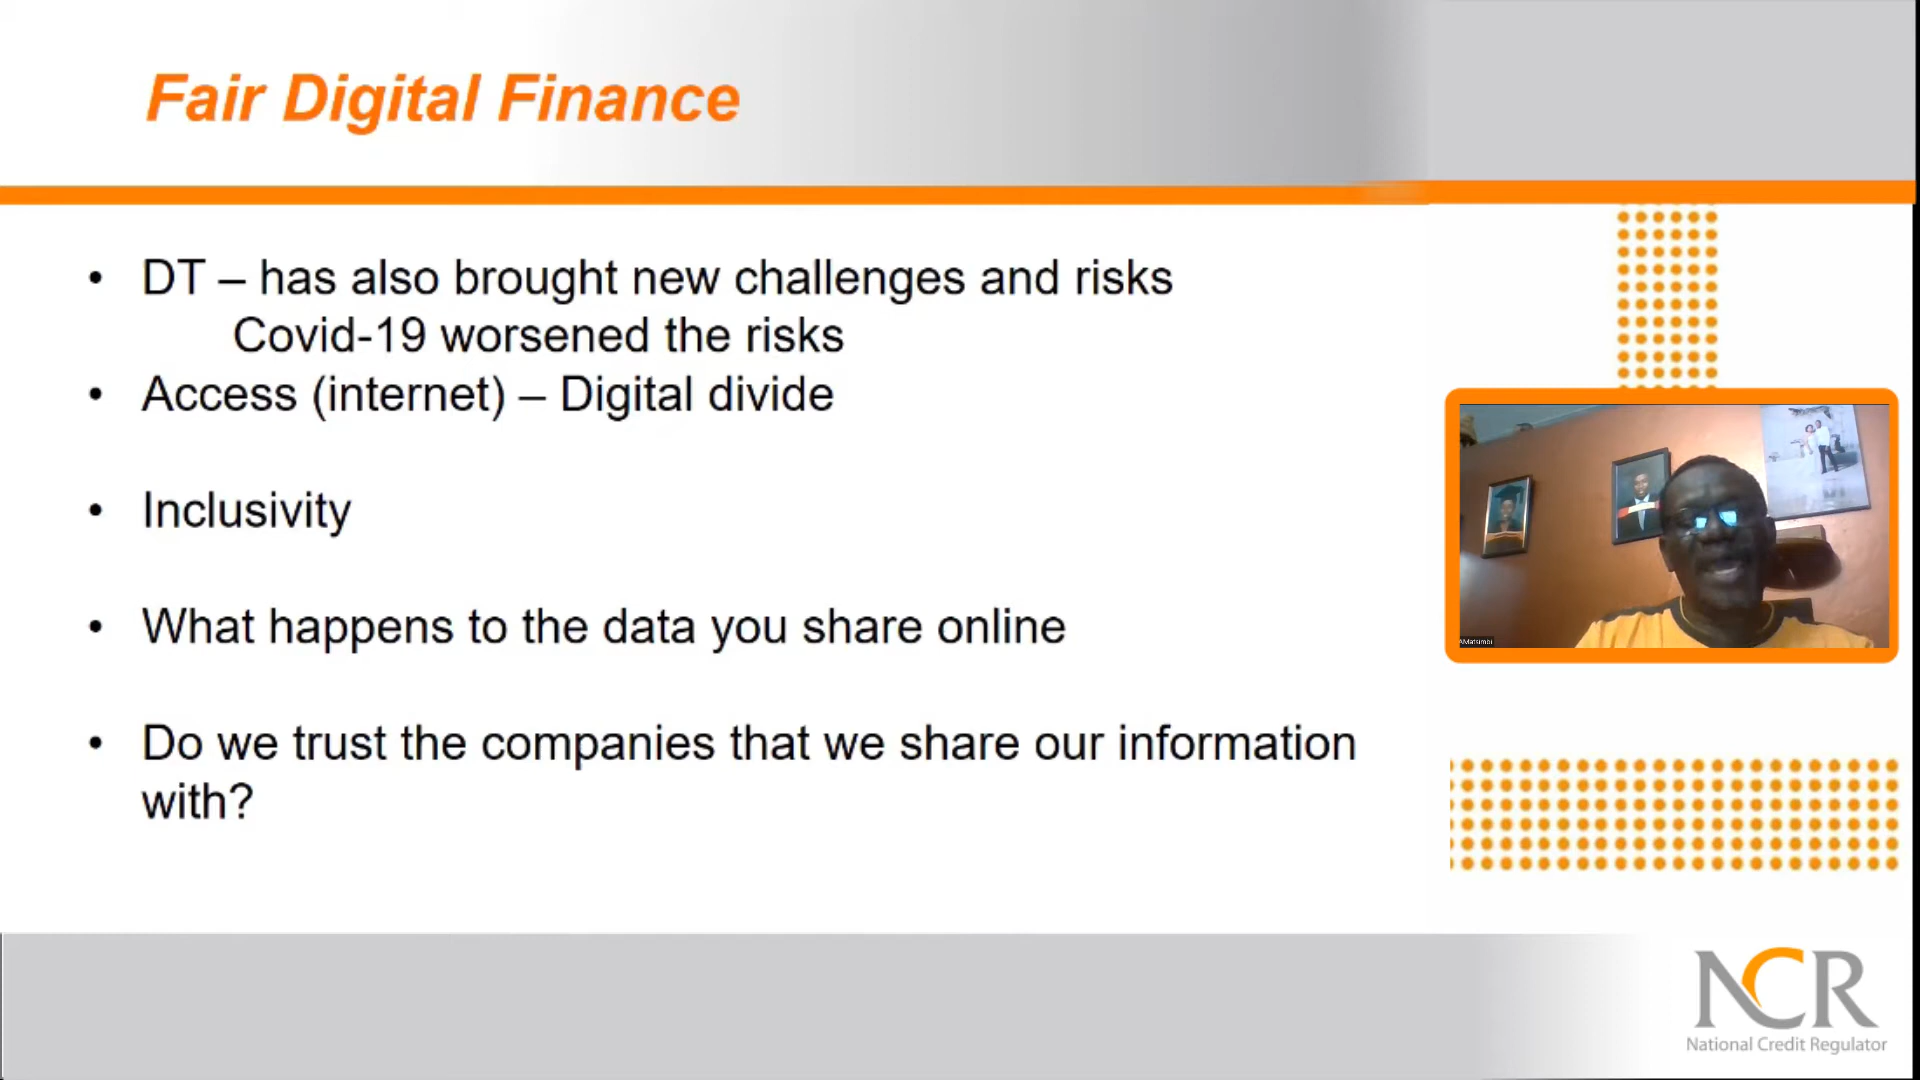 Fair Digital Finance
• DT – has also brought new challenges and risks
Covid-19 worsened the risks
• Access (internet) – Digital divide
• Inclusivity
• What happens to the data you share online
• Do we trust the companies that we share our information
with?
AMatsimbi
NCR
National Credit Regulator